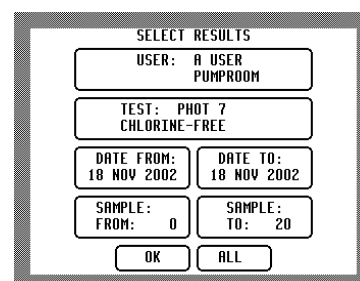 SELECT RESULTS
USER: A USER
PUMPROOM
TEST: PHOT 7
CHLORINE-FREE
DATE FROM:
18 NOV 2002
DATE TO:
18 NOV 2002
SAMPLE:
FROM: 0
SAMPLE:
TO: 20
OK
ALL